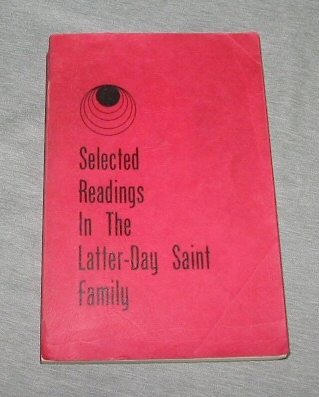 Selected
Readings
In The
Latter-Day Saint
Family